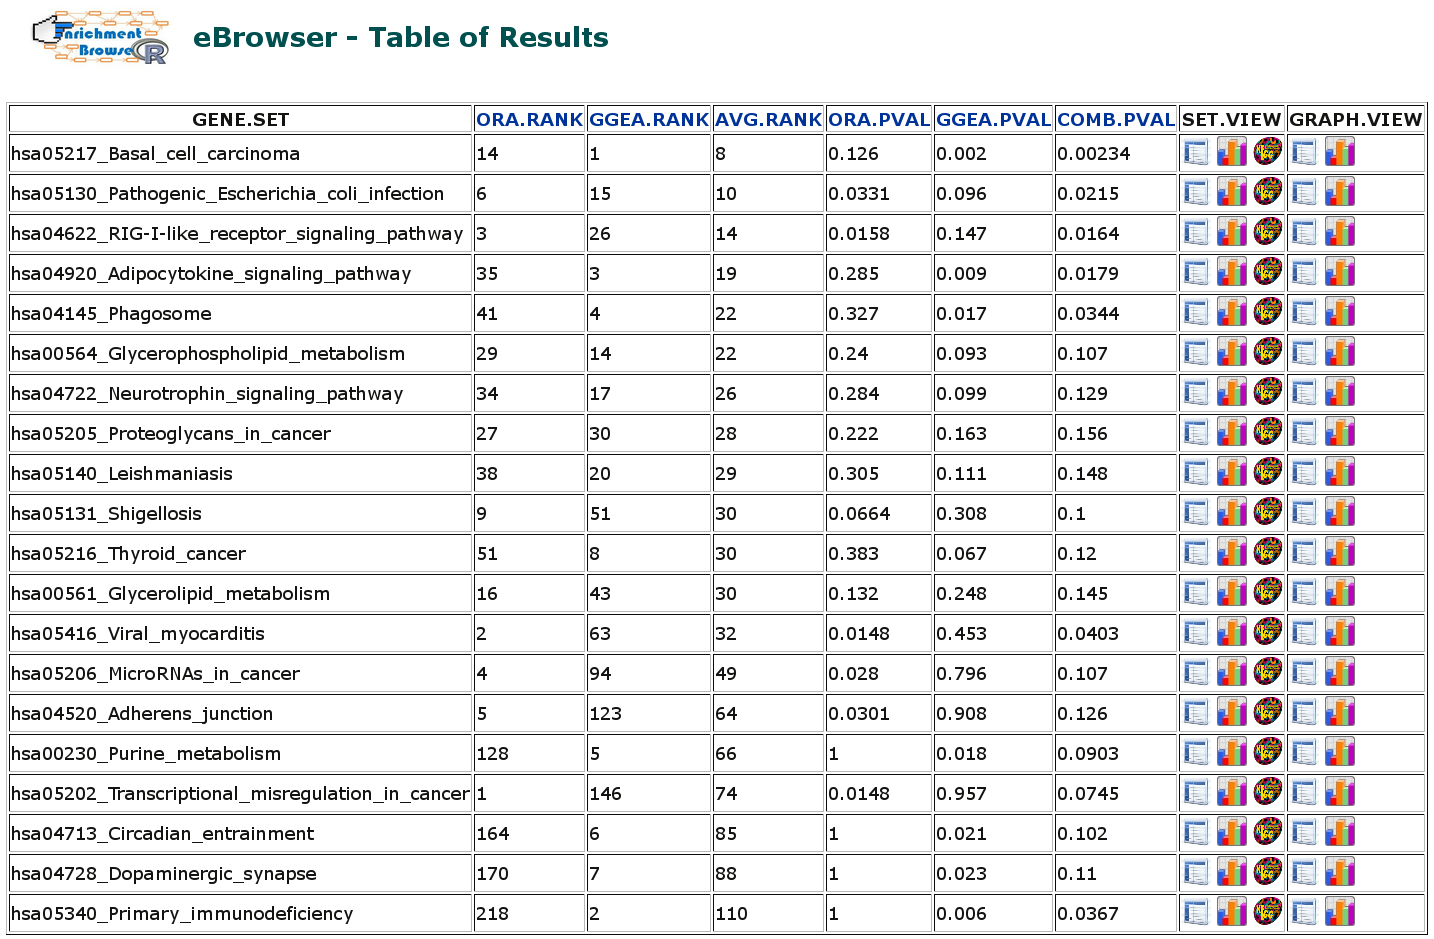 Enrichment
Browser
eBrowser - Table of Results
GENE.SET ORA.RANK GGEA.RANK AVG.RANK ORA.PVAL GGEA.PVAL COMB.PVAL SET.VIEW GRAPH.VIEW
hsa05217_Basal_cell_carcinoma 14 1 8 0.126 0.002 0.00234
hsa05130_Pathogenic_Escherichia_coli_infection 6 15 10 0.0331 0.096 0.0215
hsa04622_RIG-I-like_receptor_signaling_pathway 3 26 14 0.0158 0.147 0.0164
hsa04920_Adipocytokine_signaling_pathway 35 3 19 0.285 0.009 0.0179
hsa04145_Phagosome 41 4 22 0.327 0.017 0.0344
hsa00564_Glycerophospholipid_metabolism 29 14 22 0.24 0.093 0.107
hsa04722_Neurotrophin_signaling_pathway 34 17 26 0.284 0.099 0.129
hsa05205_Proteoglycans_in_cancer 27 30 28 0.222 0.163 0.156
hsa05140_Leishmaniasis 38 20 29 0.305 0.111 0.148
hsa05131_Shigellosis 9 51 30 0.0664 0.308 0.1
hsa05216_Thyroid_cancer 51 8 30 0.383 0.067 0.12
hsa00561_Glycerolipid_metabolism 16 43 30 0.132 0.248 0.145
hsa05416_Viral_myocarditis 2 63 32 0.0148 0.453 0.0403
hsa05206_MicroRNAs_in_cancer 4 94 49 0.028 0.796 0.107
hsa04520_Adherens_junction 5 123 64 0.0301 0.908 0.126
hsa00230_Purine_metabolism 128 5 66 1 0.018 0.0903
hsa05202_Transcriptional_misregulation_in_cancer 1 146 74 0.0148 0.957 0.0745
hsa04713_Circadian_entrainment 164 6 85 1 0.021 0.102
hsa04728_Dopaminergic_synapse 170 7 88 1 0.023 0.11
hsa05340_Primary_immunodeficiency 218 2 110 1 0.006 0.0367